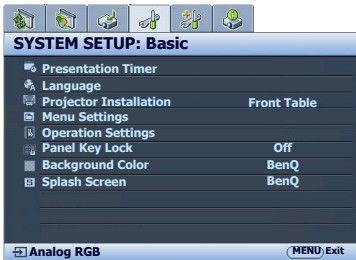 SYSTEM SETUP: Basic
Presentation Timer
Language
Projector Installation Front Table
Menu Settings
Operation Settings
Panel Key Lock Off
Background Color BenQ
Splash Screen BenQ
Analog RGB MENU Exit